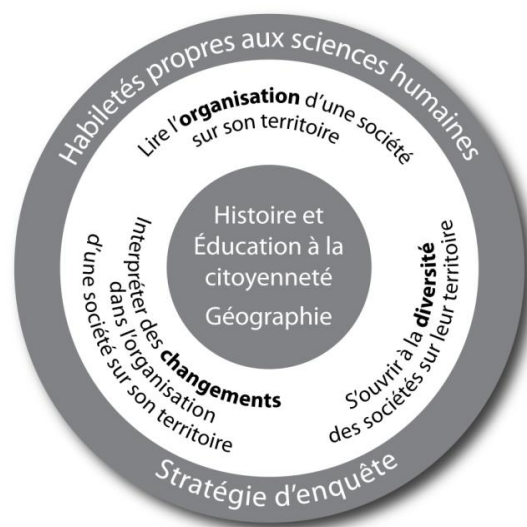 Habiletés propres aux sciences humaines
Lire l'organisation d'une société
sur son territoire
Histoire et
Éducation à la
citoyenneté
Géographie
Interpréter des changements
dans l'organisation
d'une société sur son territoire
S'ouvrir à la diversité
des sociétés sur leur territoire
Stratégie d'enquête